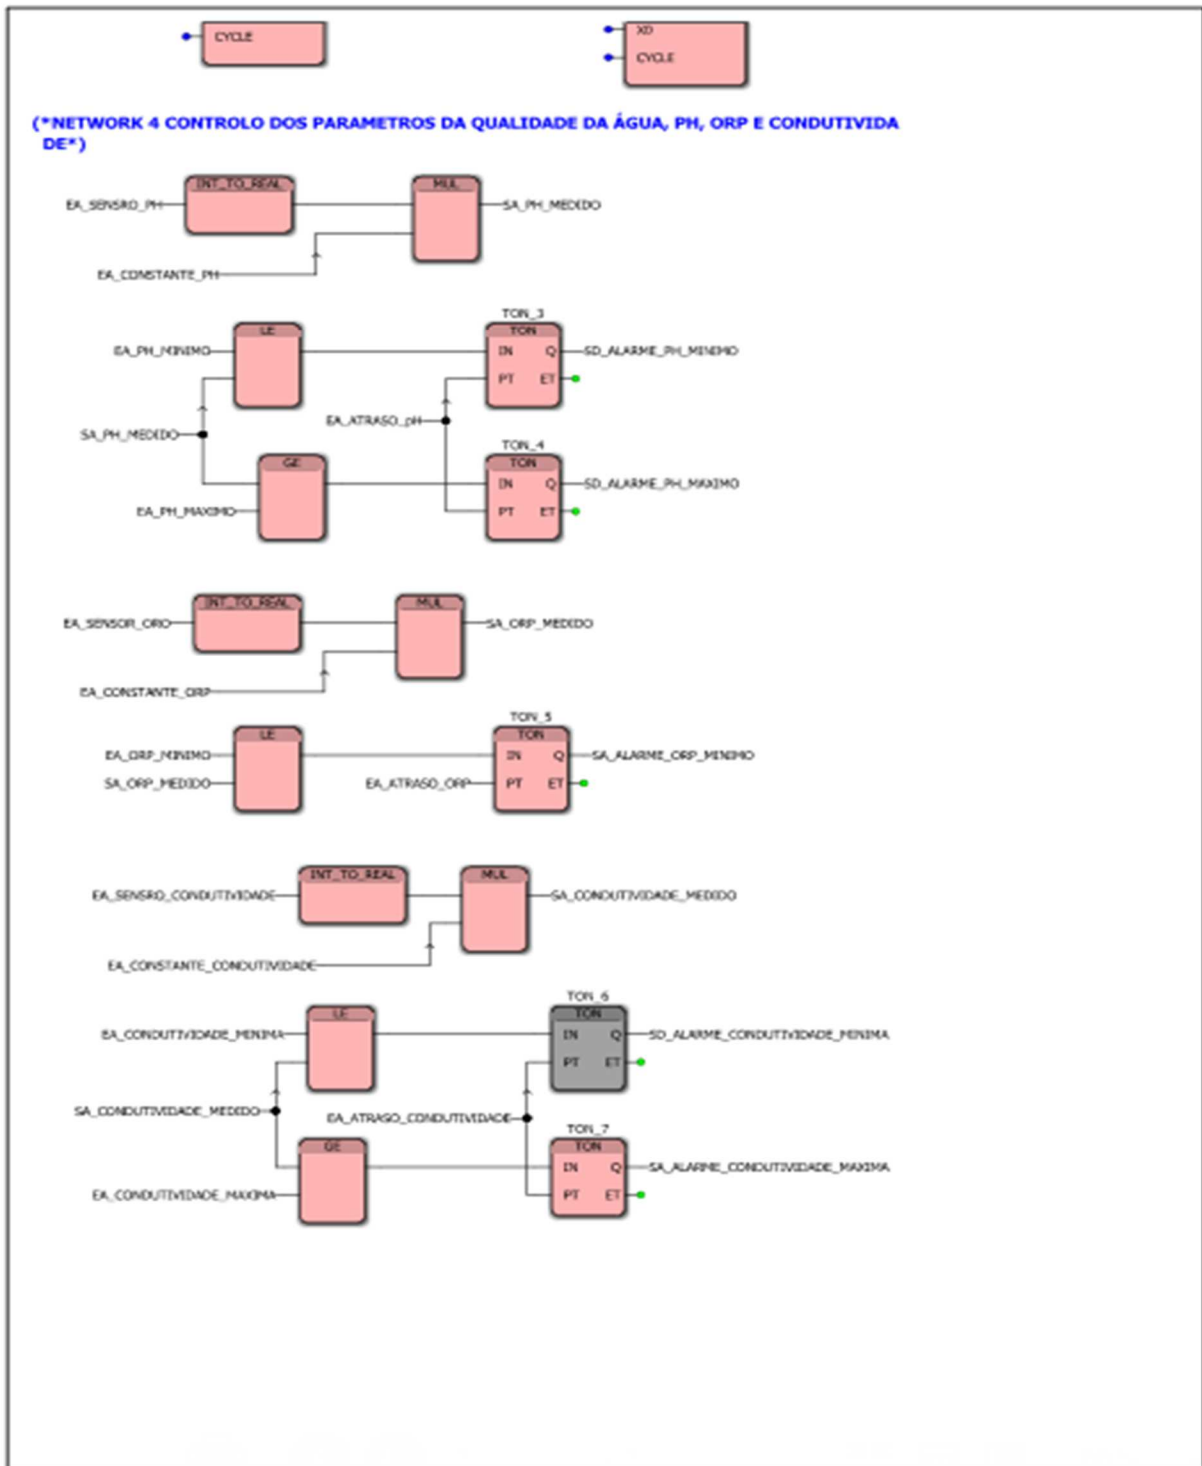 CYCLE
XD
CYCLE
(*NETWORK 4 CONTROLO DOS PARAMETROS DA QUALIDADE DA ÁGUA, PH, ORP E CONDUTIVIDA
DE*)
INT_TO_REAL
MUL
EA_SENSRO_PH
SA_PH_MEDIDO
EA_CONSTANTE_PH
TON_3
LE
TON
EA_PH_MINIMO
IN Q
SD_ALARME_PH_MINIMO
PT ET
EA_ATRASO_pH
SA_PH_MEDIDO
TON_4
GE
TON
IN Q
SD_ALARME_PH_MAXIMO
EA_PH_MAXIMO
PT ET
INT_TO_REAL
MUL
EA_SENSOR_ORO
SA_ORP_MEDIDO
EA_CONSTANTE_ORP
TON_5
LE
TON
EA_ORP_MINIMO
IN Q
SA_ALARME_ORP_MINIMO
SA_ORP_MEDIDO
EA_ATRASO_ORP
PT ET
INT_TO_REAL
MUL
EA_SENSRO_CONDUTIVIDADE
SA_CONDUTIVIDADE_MEDIDO
EA_CONSTANTE_CONDUTIVIDADE
TON_6
LE
TON
EA_CONDUTIVIDADE_MINIMA
IN Q
SD_ALARME_CONDUTIVIDADE_MINIMA
PT ET
SA_CONDUTIVIDADE_MEDIDO
EA_ATRASO_CONDUTIVIDADE
TON_7
GE
TON
IN Q
SA_ALARME_CONDUTIVIDADE_MAXIMA
EA_CONDUTIVIDADE_MAXIMA
PT ET